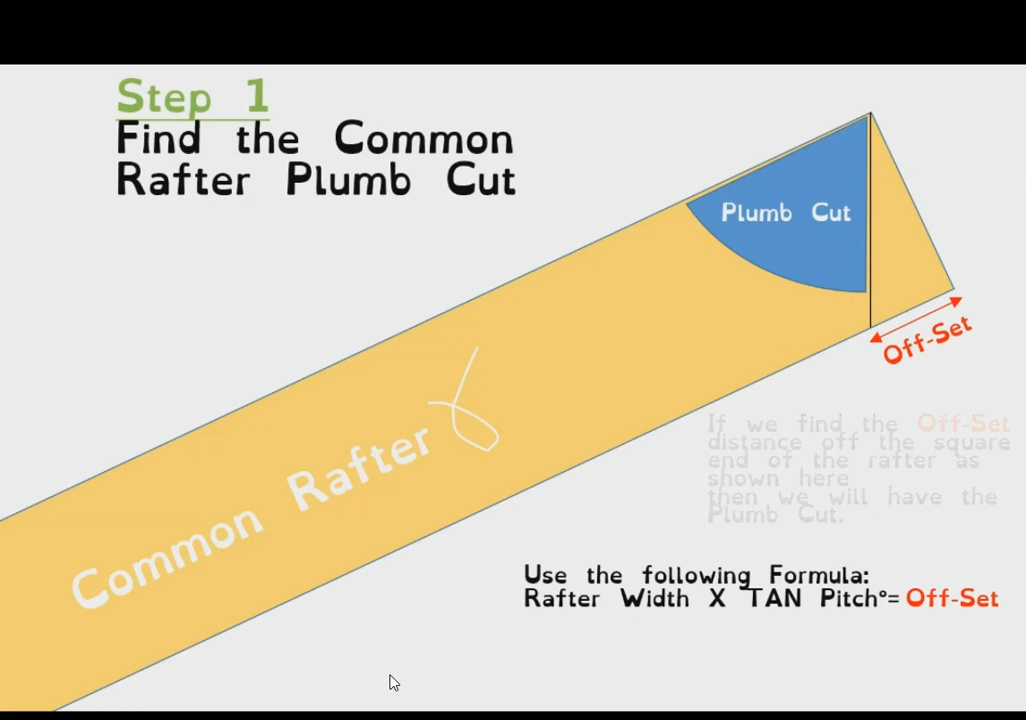 Step 1
Find the Common
Rafter Plumb Cut
Plumb Cut
Off-Set
Common Rafter
If we find the Off-Set
distance off the square
end of the rafter as
shown here
then we will have the
Plumb Cut.
Use the following Formula:
Rafter Width X TAN Pitch°= Off-Set